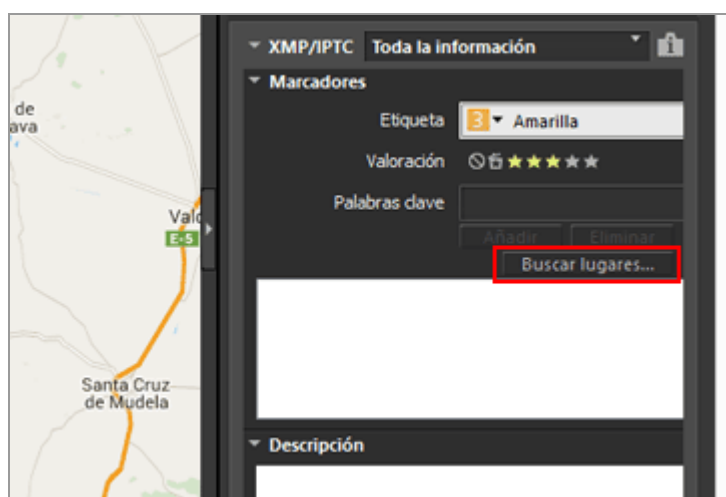 de
ava
Vald
E-5
Santa Cruz
de Mudela
XMP/IPTC Toda la información
Marcadores
Etiqueta 3 Amarilla
Valoración
Palabras clave
Añadir Eliminar
Buscar lugares...
Descripción